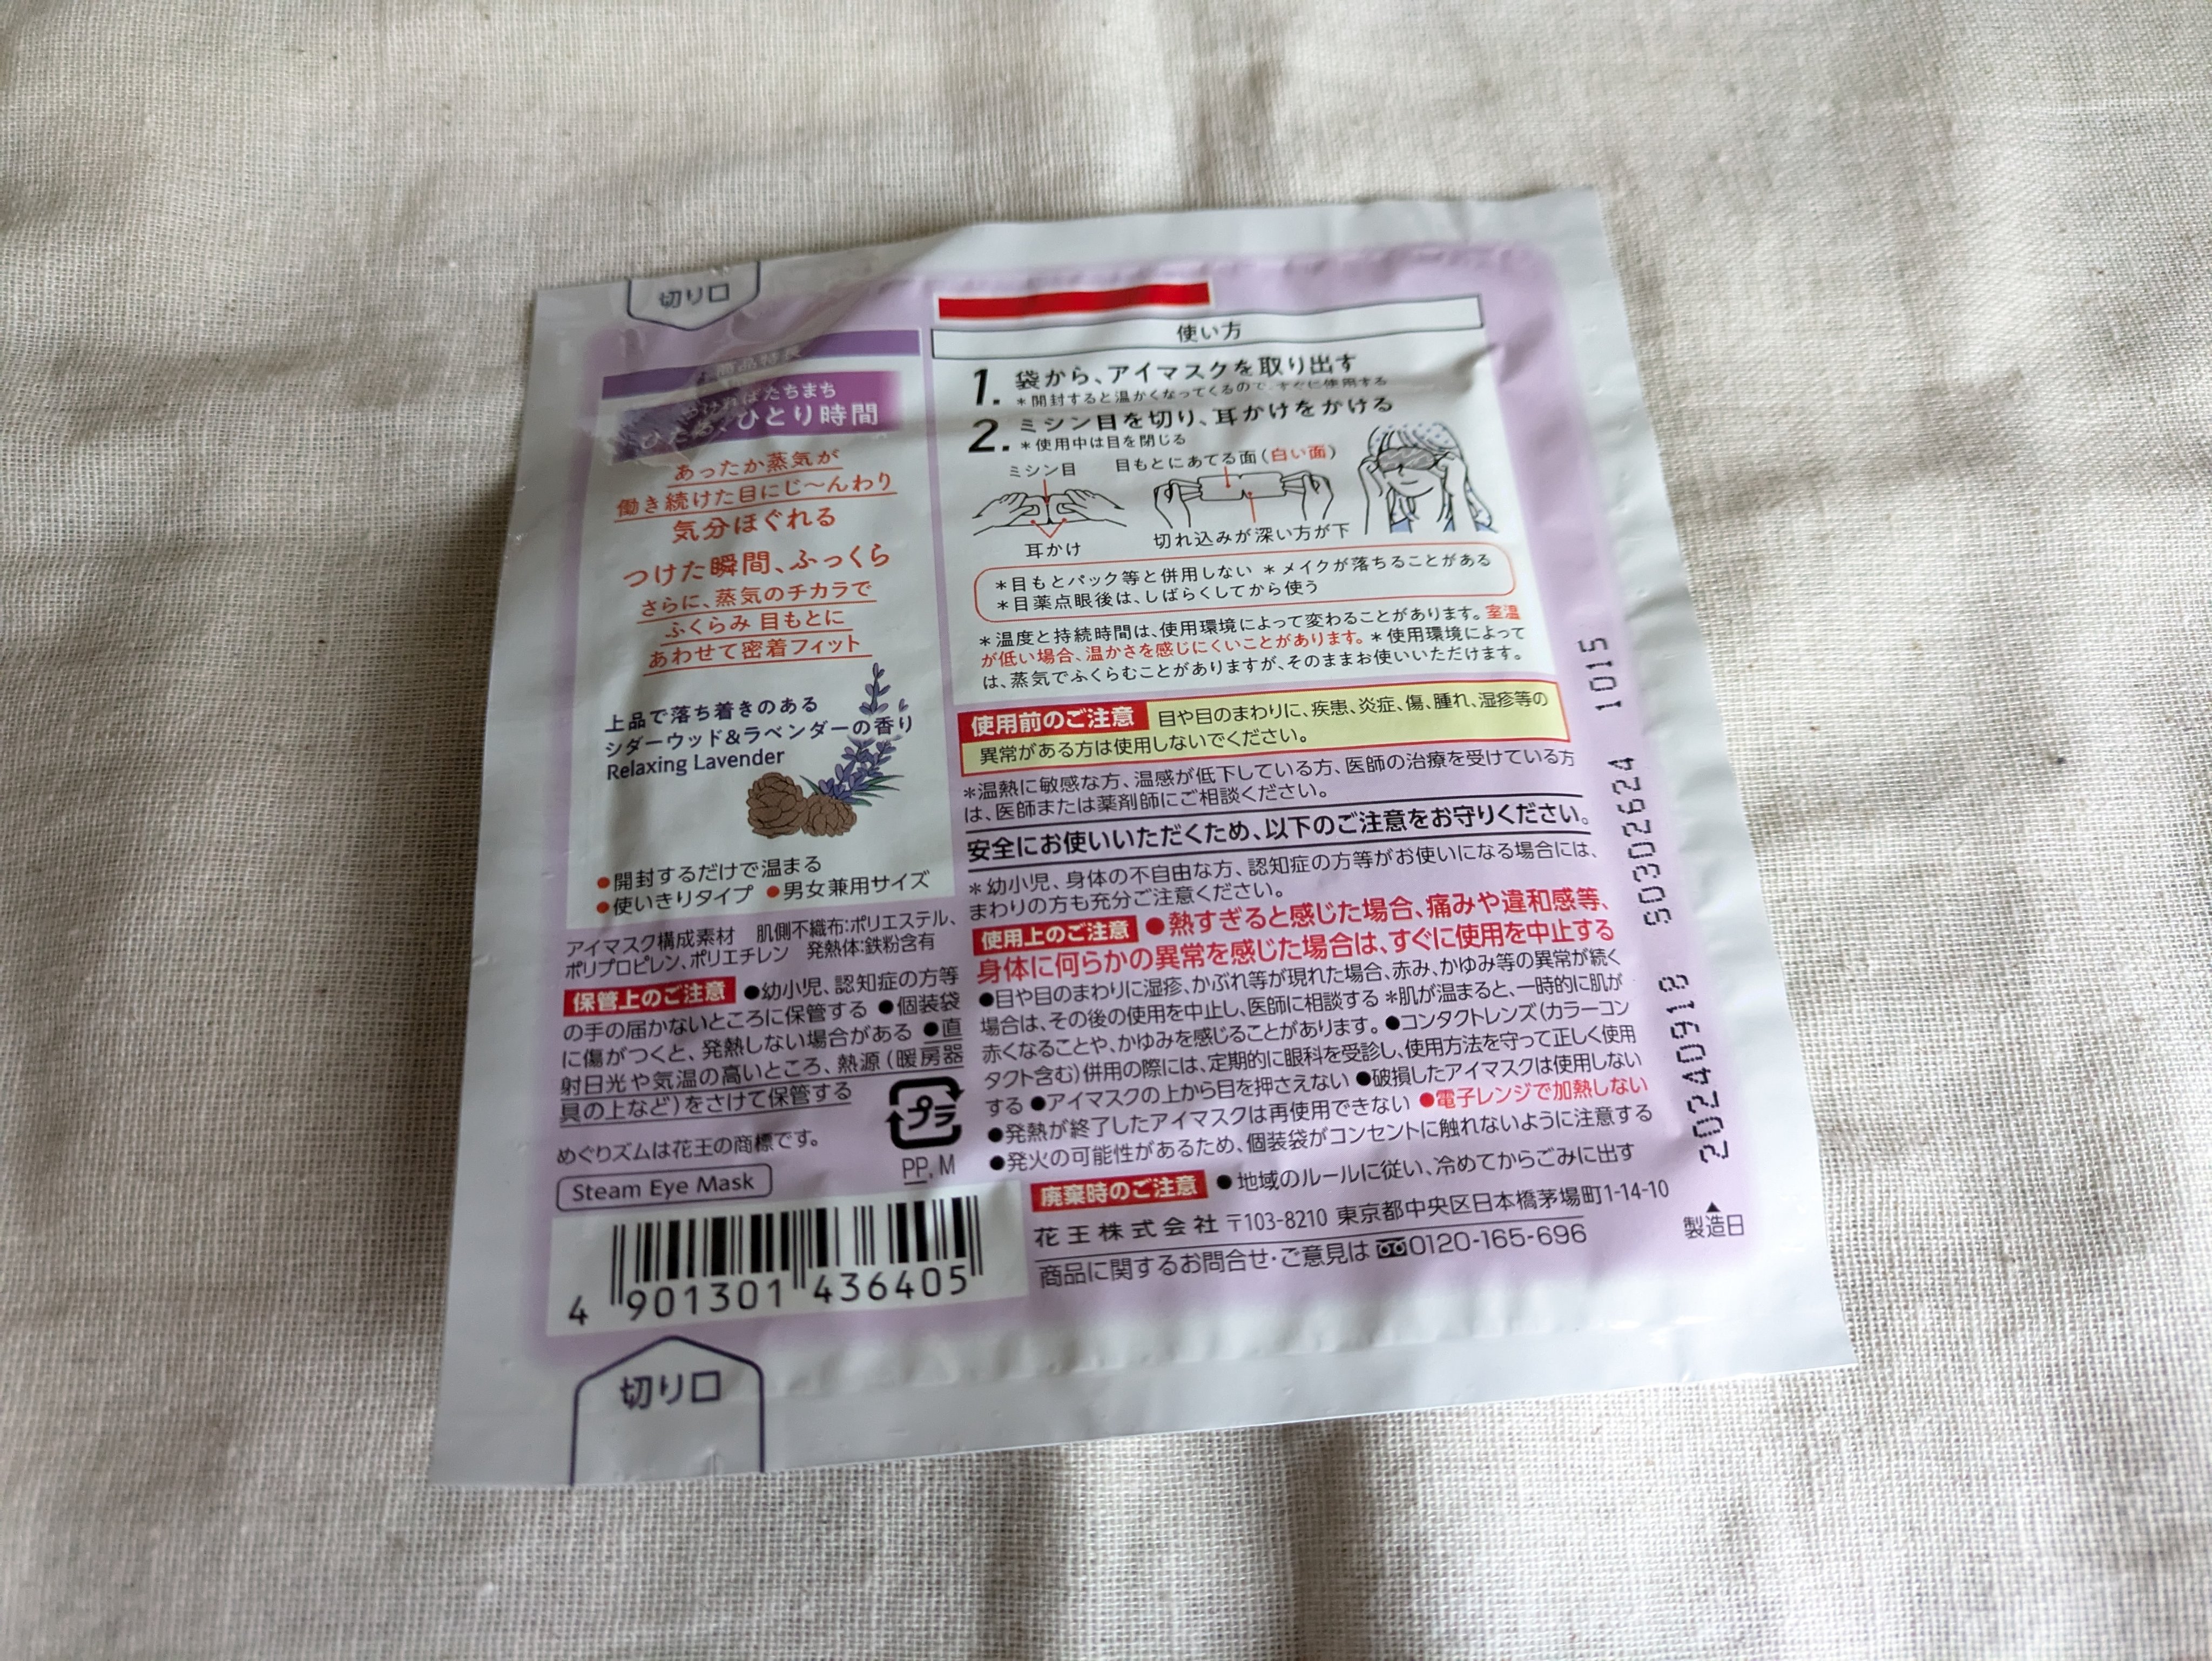 切り口
商品特長
つければたちまち
ひたる、ひとり時間
あったか蒸気が
働き続けた目にじ〜んわり
気分ほぐれる
つけた瞬間、ふっくら
さらに、蒸気のチカラで
ふくらみ 目もとに
あわせて密着フィット
上品で落ち着きのある
シダーウッド&ラベンダーの香り
Relaxing Lavender
●開封するだけで温まる
●使いきりタイプ ●男女兼用サイズ
アイマスク構成素材 肌側不織布:ポリエステル、
ポリプロピレン、ポリエチレン 発熱体:鉄粉含有
保管上のご注意 ●幼小児、認知症の方等
の手の届かないところに保管する ●個装袋
に傷がつくと、発熱しない場合がある ●直
射日光や気温の高いところ、熱源(暖房器
具の上など)をさけて保管する
プラ
PP, M
めぐりズムは花王の商標です。
Steam Eye Mask
4 901301 436405
切り口
使い方
1. 袋から、アイマスクを取り出す
*開封すると温かくなってくるので、すぐに使用する
2. ミシン目を切り、耳かけをかける
*使用中は目を閉じる
ミシン目 目もとにあてる面(白い面)
耳かけ 切れ込みが深い方が下
*目もとパック等と併用しない *メイクが落ちることがある
*目薬点眼後は、しばらくしてから使う
*温度と持続時間は、使用環境によって変わることがあります。室温
が低い場合、温かさを感じにくいことがあります。*使用環境によって
は、蒸気でふくらむことがありますが、そのままお使いいただけます。
使用前のご注意 目や目のまわりに、疾患、炎症、傷、腫れ、湿疹等の
異常がある方は使用しないでください。
*温熱に敏感な方、温感が低下している方、医師の治療を受けている方
は、医師または薬剤師にご相談ください。
安全にお使いいただくため、以下のご注意をお守りください。
*幼小児、身体の不自由な方、認知症の方等がお使いになる場合には、
まわりの方も充分ご注意ください。
使用上のご注意 ●熱すぎると感じた場合、痛みや違和感等、
身体に何らかの異常を感じた場合は、すぐに使用を中止する
●目や目のまわりに湿疹、かぶれ等が現れた場合、赤み、かゆみ等の異常が続く
場合は、その後の使用を中止し、医師に相談する *肌が温まると、一時的に肌が
赤くなることや、かゆみを感じることがあります。●コンタクトレンズ(カラーコン
タクト含む)併用の際には、定期的に眼科を受診し、使用方法を守って正しく使用
する ●アイマスクの上から目を押さえない ●破損したアイマスクは使用しない
●発熱が終了したアイマスクは再使用できない ●電子レンジで加熱しない
●発火の可能性があるため、個装袋がコンセントに触れないように注意する
廃棄時のご注意 ●地域のルールに従い、冷めてからごみに出す
花王株式会社 〒103-8210 東京都中央区日本橋茅場町1-14-10
商品に関するお問合せ・ご意見は 0120-165-696
20240918 S0302624 1015
▲
製造日